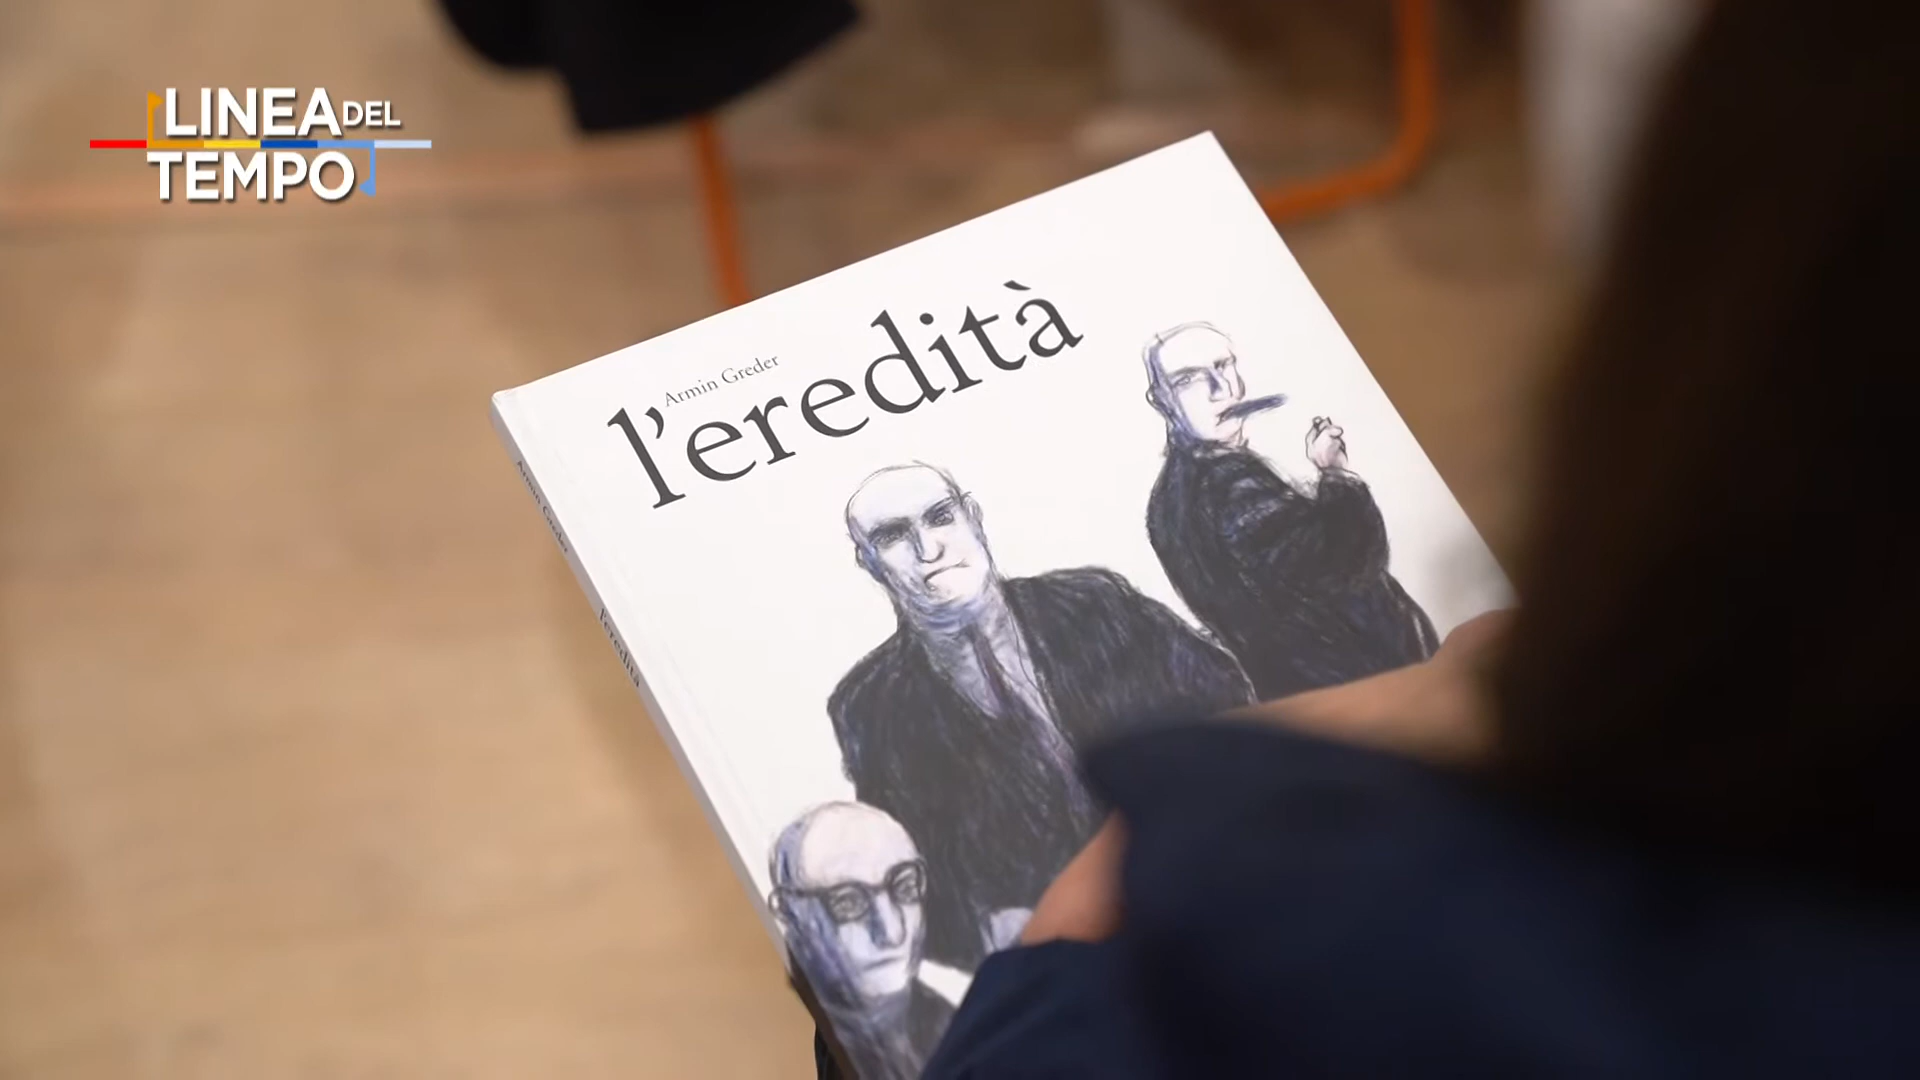 LINEA DEL
TEMPO
Armin Greder
l'eredità
Armin Greder
l'eredità